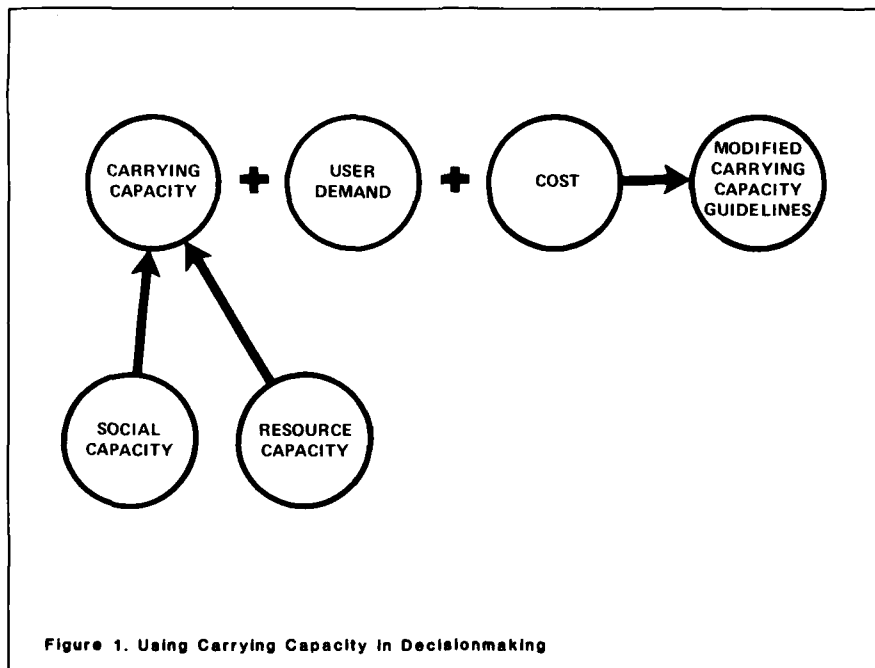 CARRYING
CAPACITY
+
USER
DEMAND
+
COST
MODIFIED
CARRYING
CAPACITY
GUIDELINES
SOCIAL
CAPACITY
RESOURCE
CAPACITY
Figure 1. Using Carrying Capacity in Decisionmaking